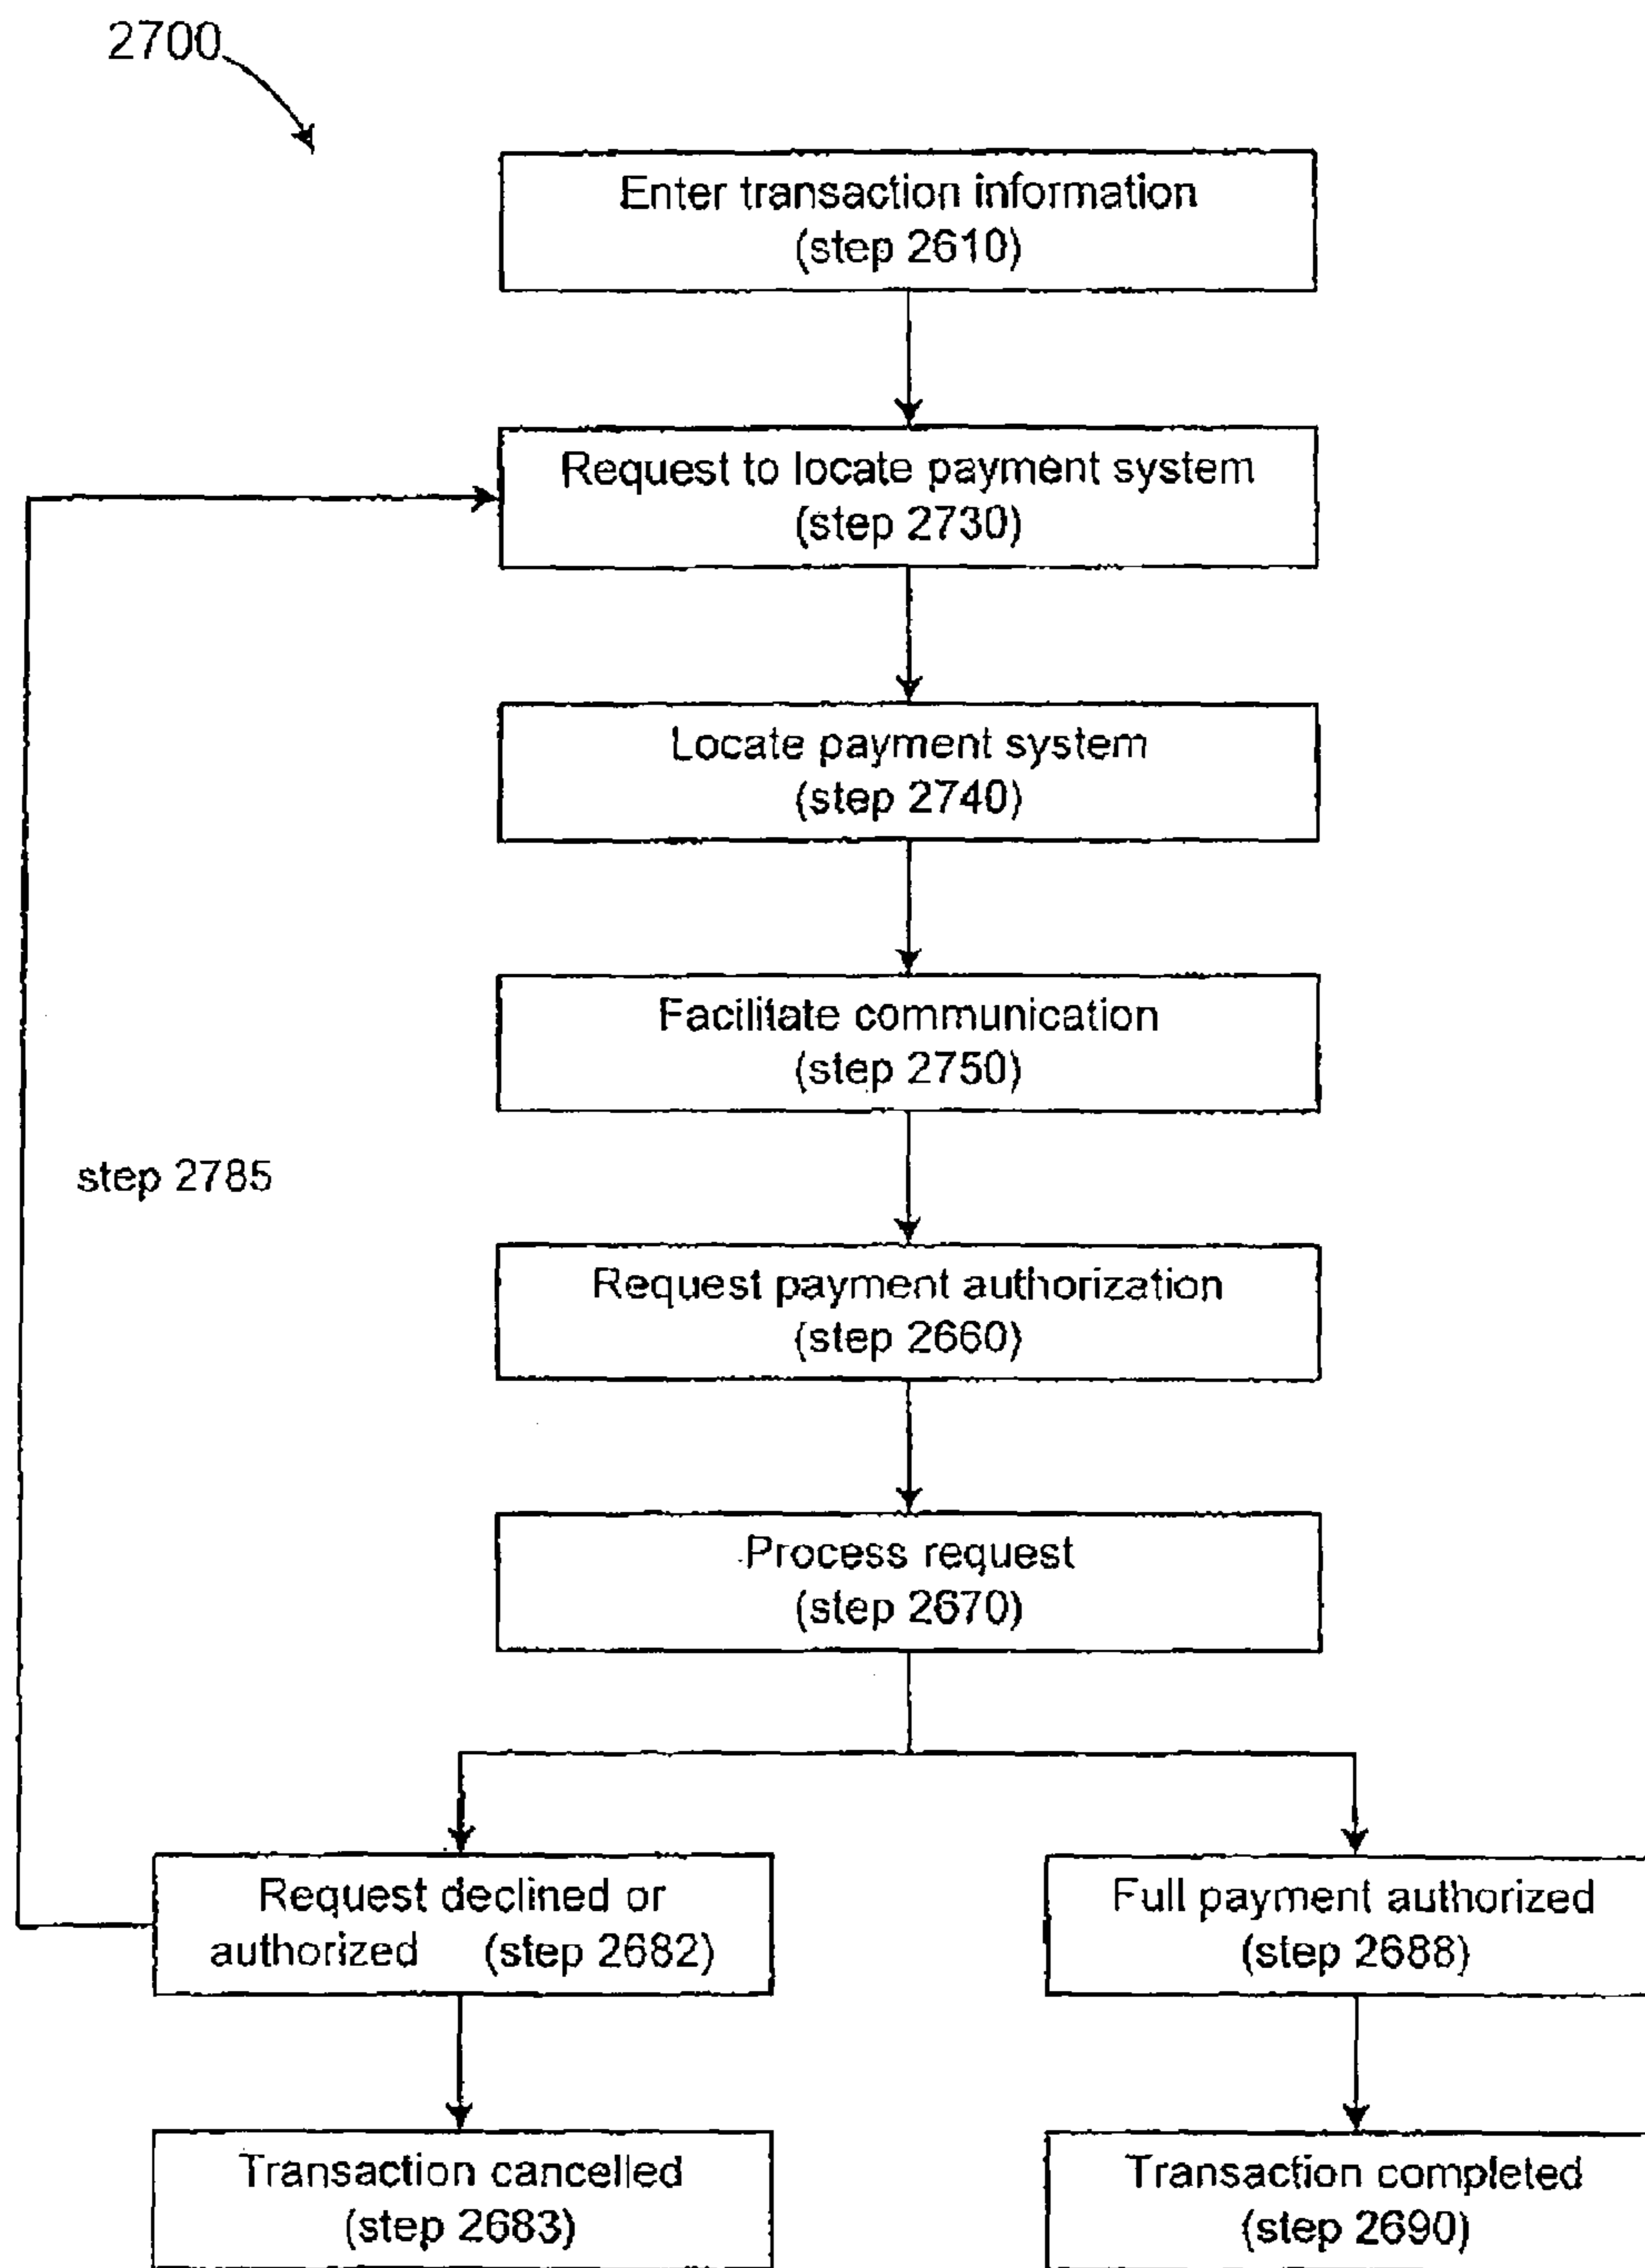 2700
Enter transaction information
(step 2610)
Request to locate payment system
(step 2730)
Locate payment system
(step 2740)
Facilitate communication
(step 2750)
step 2785
Request payment authorization
(step 2660)
Process request
(step 2670)
Request declined or
authorized (step 2682)
Full payment authorized
(step 2688)
Transaction cancelled
(step 2683)
Transaction completed
(step 2690)